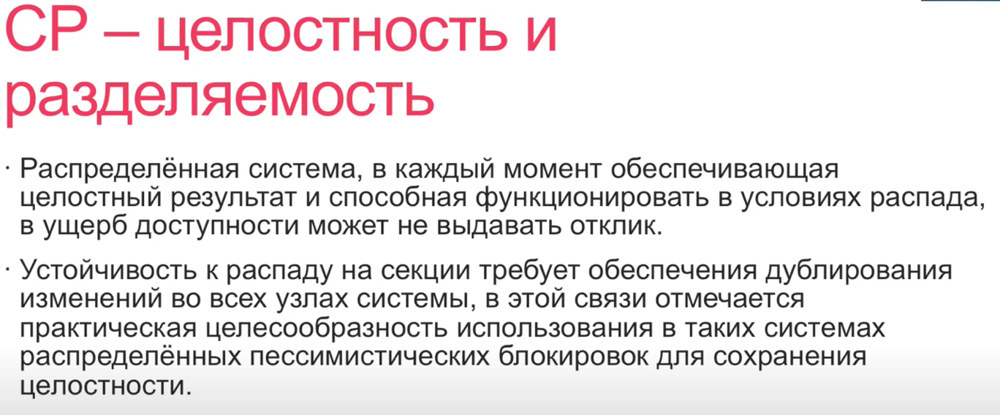 CP – целостность и
разделяемость
· Распределённая система, в каждый момент обеспечивающая
целостный результат и способная функционировать в условиях распада,
в ущерб доступности может не выдавать отклик.
· Устойчивость к распаду на секции требует обеспечения дублирования
изменений во всех узлах системы, в этой связи отмечается
практическая целесообразность использования в таких системах
распределённых пессимистических блокировок для сохранения
целостности.